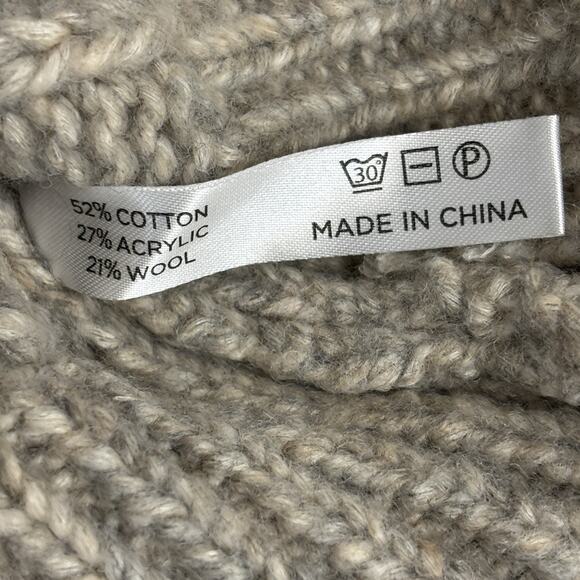 52% COTTON
27% ACRYLIC
21% WOOL
30 P
MADE IN CHINA